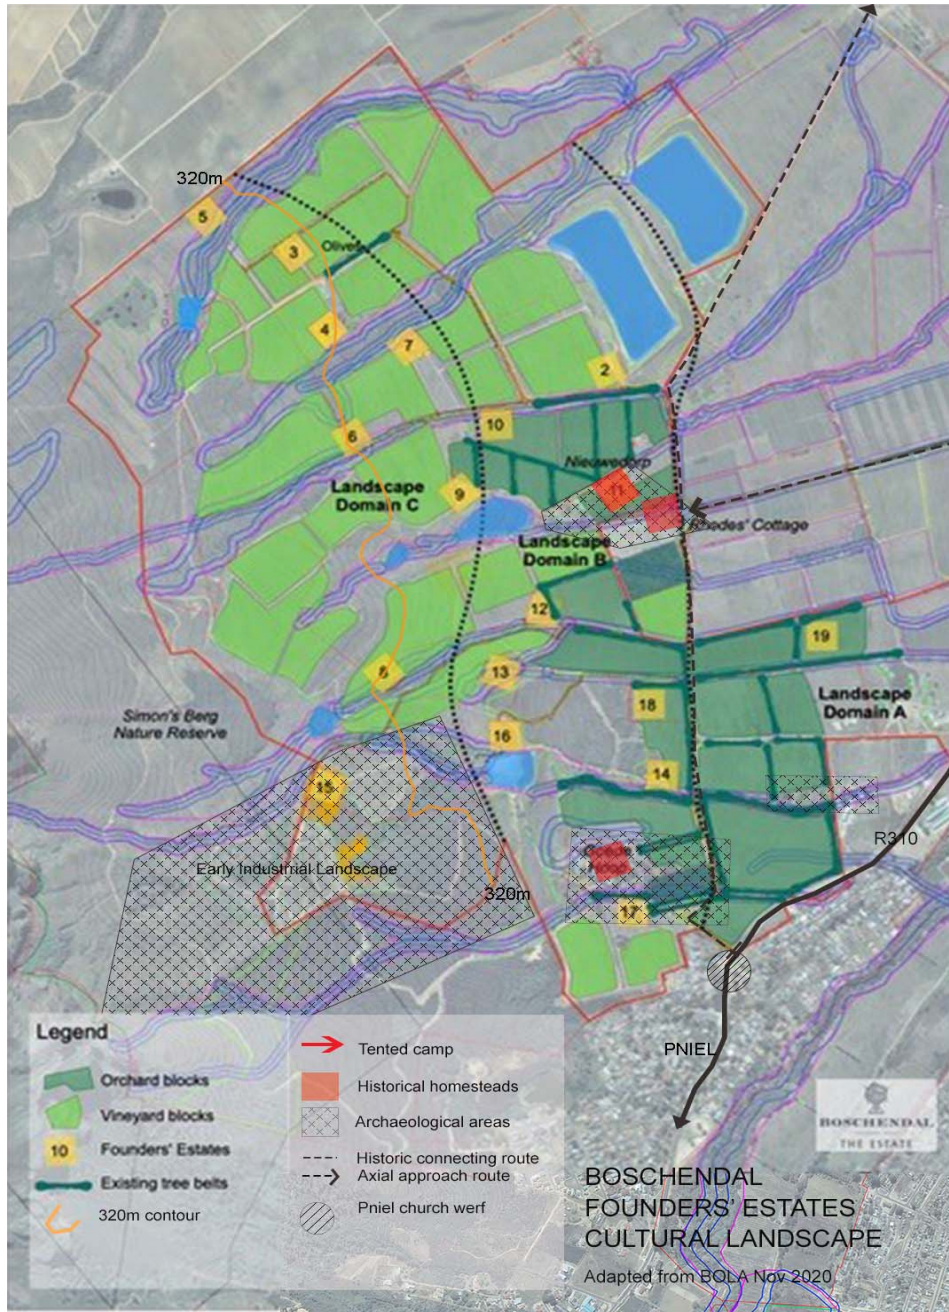 320m
5
3
Olives
4
7
2
10
6
Nieuwedorp
11
9
Landscape
Domain C
Rhodes' Cottage
Landscape
Domain B
12
19
8
13
18
Landscape
Domain A
Simon's Berg
Nature Reserve
16
14
15
R310
Early Industrial Landscape
320m
17
PNIEL
Legend
Orchard blocks
Vineyard blocks
10 Founders' Estates
Existing tree belts
320m contour
Tented camp
Historical homesteads
Archaeological areas
Historic connecting route
Axial approach route
Pniel church werf
BOSCHENDAL
THE ESTATE
BOSCHENDAL
FOUNDERS' ESTATES
CULTURAL LANDSCAPE
Adapted from BOLA Nov 2020